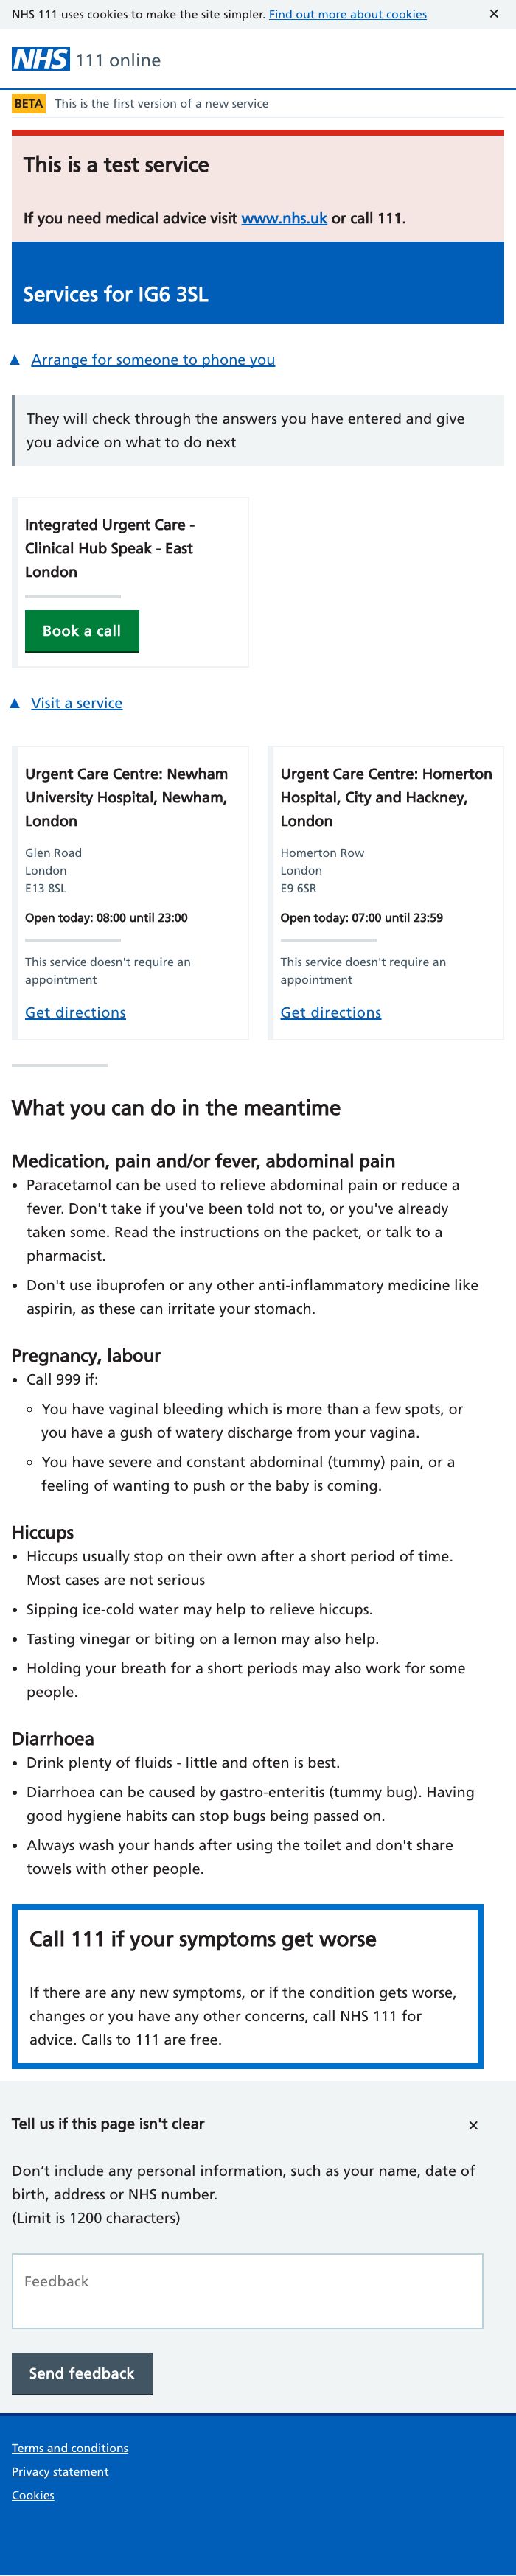 NHS 111 uses cookies to make the site simpler. Find out more about cookies ✕
NHS 111 online
BETA This is the first version of a new service
This is a test service
If you need medical advice visit www.nhs.uk or call 111.
Services for IG6 3SL
▲ Arrange for someone to phone you
They will check through the answers you have entered and give
you advice on what to do next
Integrated Urgent Care -
Clinical Hub Speak - East
London
Book a call
▲ Visit a service
Urgent Care Centre: Newham
University Hospital, Newham,
London
Glen Road
London
E13 8SL
Open today: 08:00 until 23:00
This service doesn't require an
appointment
Get directions
Urgent Care Centre: Homerton
Hospital, City and Hackney,
London
Homerton Row
London
E9 6SR
Open today: 07:00 until 23:59
This service doesn't require an
appointment
Get directions
What you can do in the meantime
Medication, pain and/or fever, abdominal pain
• Paracetamol can be used to relieve abdominal pain or reduce a
fever. Don't take if you've been told not to, or you've already
taken some. Read the instructions on the packet, or talk to a
pharmacist.
• Don't use ibuprofen or any other anti-inflammatory medicine like
aspirin, as these can irritate your stomach.
Pregnancy, labour
• Call 999 if:
◦ You have vaginal bleeding which is more than a few spots, or
you have a gush of watery discharge from your vagina.
◦ You have severe and constant abdominal (tummy) pain, or a
feeling of wanting to push or the baby is coming.
Hiccups
• Hiccups usually stop on their own after a short period of time.
Most cases are not serious
• Sipping ice-cold water may help to relieve hiccups.
• Tasting vinegar or biting on a lemon may also help.
• Holding your breath for a short periods may also work for some
people.
Diarrhoea
• Drink plenty of fluids - little and often is best.
• Diarrhoea can be caused by gastro-enteritis (tummy bug). Having
good hygiene habits can stop bugs being passed on.
• Always wash your hands after using the toilet and don't share
towels with other people.
Call 111 if your symptoms get worse
If there are any new symptoms, or if the condition gets worse,
changes or you have any other concerns, call NHS 111 for
advice. Calls to 111 are free.
Tell us if this page isn't clear ✕
Don’t include any personal information, such as your name, date of
birth, address or NHS number.
(Limit is 1200 characters)
Feedback
Send feedback
Terms and conditions
Privacy statement
Cookies